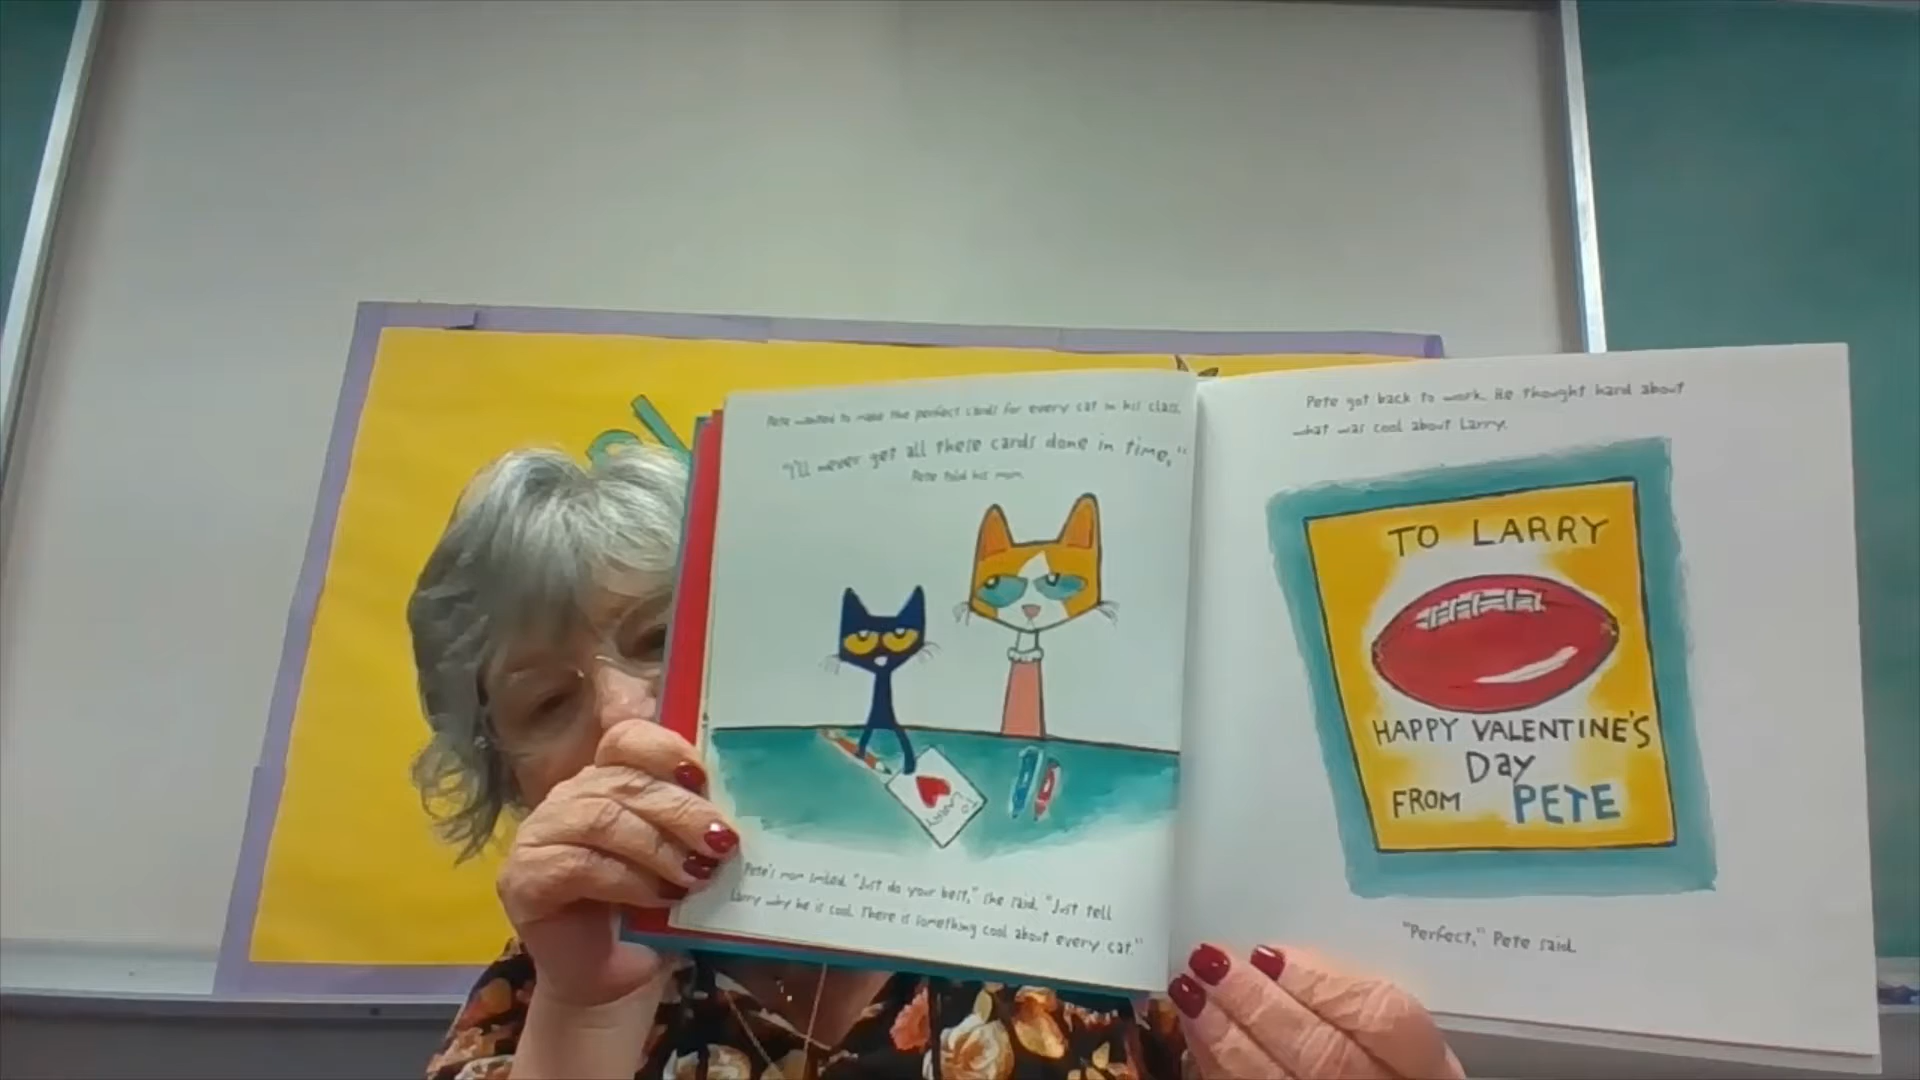 Pete wanted to make the perfect cards for every cat in his class.
"I'll never get all these cards done in time,"
Pete told his mom.
TO
LARRY
Pete's mom smiled. "Just do your best," she said. "Just tell
Larry why he is cool. There is something cool about every cat."
Pete got back to work. He thought hard about
what was cool about Larry.
TO LARRY
HAPPY VALENTINE'S
Day
FROM PETE
"Perfect," Pete said.